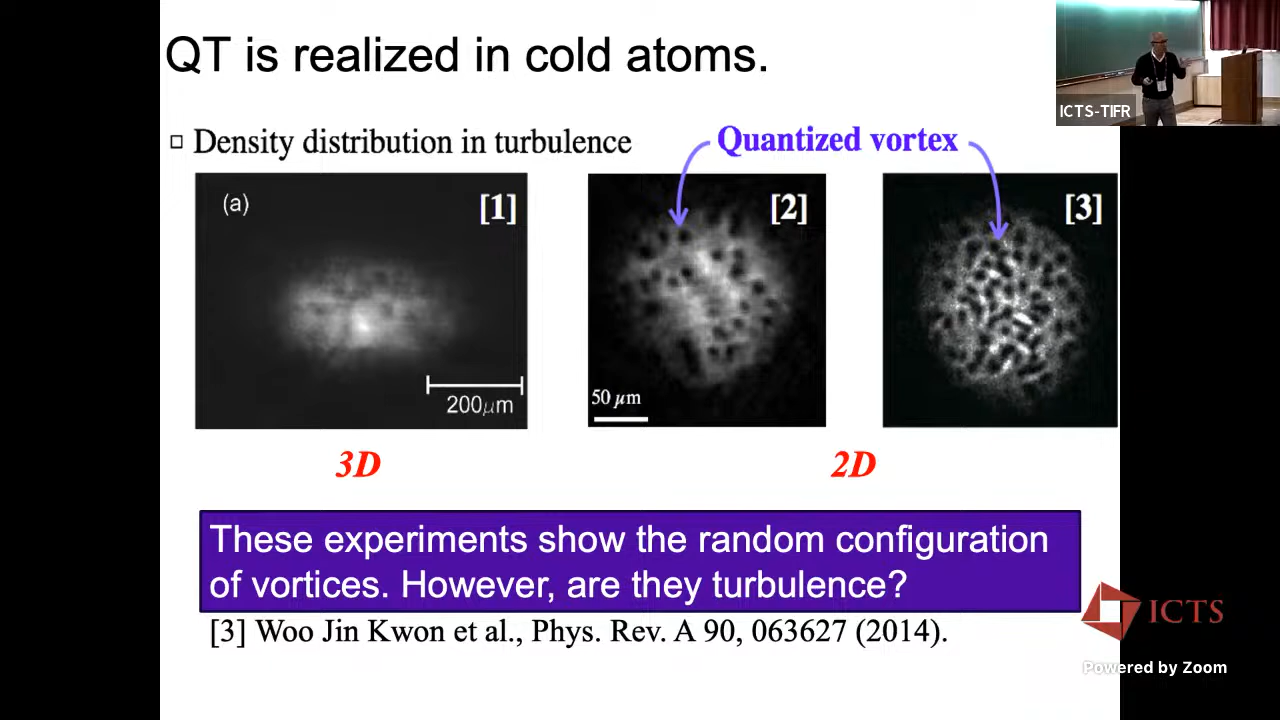 QT is realized in cold atoms.
ICTS-TIFR
Density distribution in turbulence
Quantized vortex
(a)
[1]
[2]
[3]
200μm
50 μm
3D
2D
These experiments show the random configuration
of vortices. However, are they turbulence?
[3] Woo Jin Kwon et al., Phys. Rev. A 90, 063627 (2014).
ICTS
Powered by Zoom